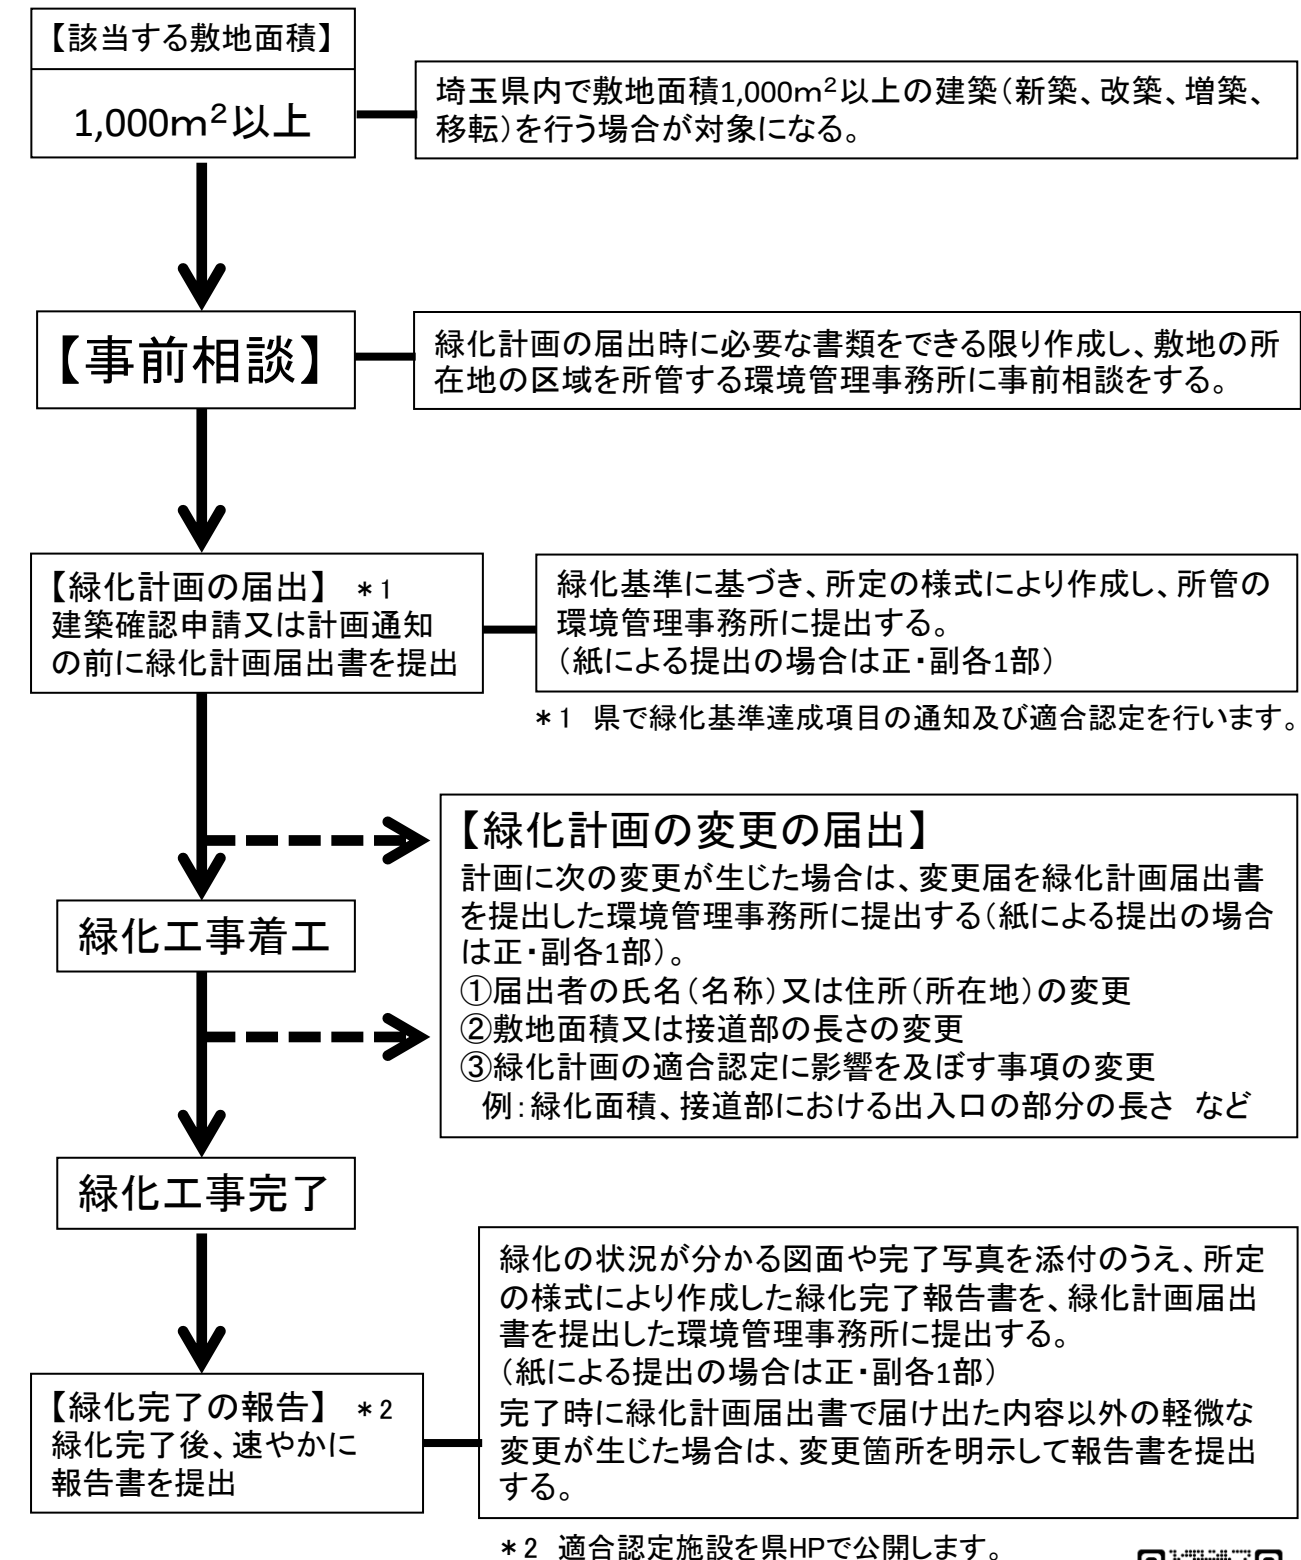 【該当する敷地面積】
1,000m²以上
埼玉県内で敷地面積1,000m²以上の建築（新築、改築、増築、
移転）を行う場合が対象になる。
【事前相談】
緑化計画の届出時に必要な書類をできる限り作成し、敷地の所
在地の区域を所管する環境管理事務所に事前相談をする。
【緑化計画の届出】 ＊1
建築確認申請又は計画通知
の前に緑化計画届出書を提出
緑化基準に基づき、所定の様式により作成し、所管の
環境管理事務所に提出する。
（紙による提出の場合は正・副各1部）
＊1 県で緑化基準達成項目の通知及び適合認定を行います。
【緑化計画の変更の届出】
計画に次の変更が生じた場合は、変更届を緑化計画届出書
を提出した環境管理事務所に提出する（紙による提出の場合
は正・副各1部）。
①届出者の氏名（名称）又は住所（所在地）の変更
②敷地面積又は接道部の長さの変更
③緑化計画の適合認定に影響を及ぼす事項の変更
例：緑化面積、接道部における出入口の部分の長さ など
緑化工事着工
緑化工事完了
緑化の状況が分かる図面や完了写真を添付のうえ、所定
の様式により作成した緑化完了報告書を、緑化計画届出
書を提出した環境管理事務所に提出する。
（紙による提出の場合は正・副各1部）
完了時に緑化計画届出書で届け出た内容以外の軽微な
変更が生じた場合は、変更箇所を明示して報告書を提出
する。
【緑化完了の報告】 ＊2
緑化完了後、速やかに
報告書を提出
＊2 適合認定施設を県HPで公開します。